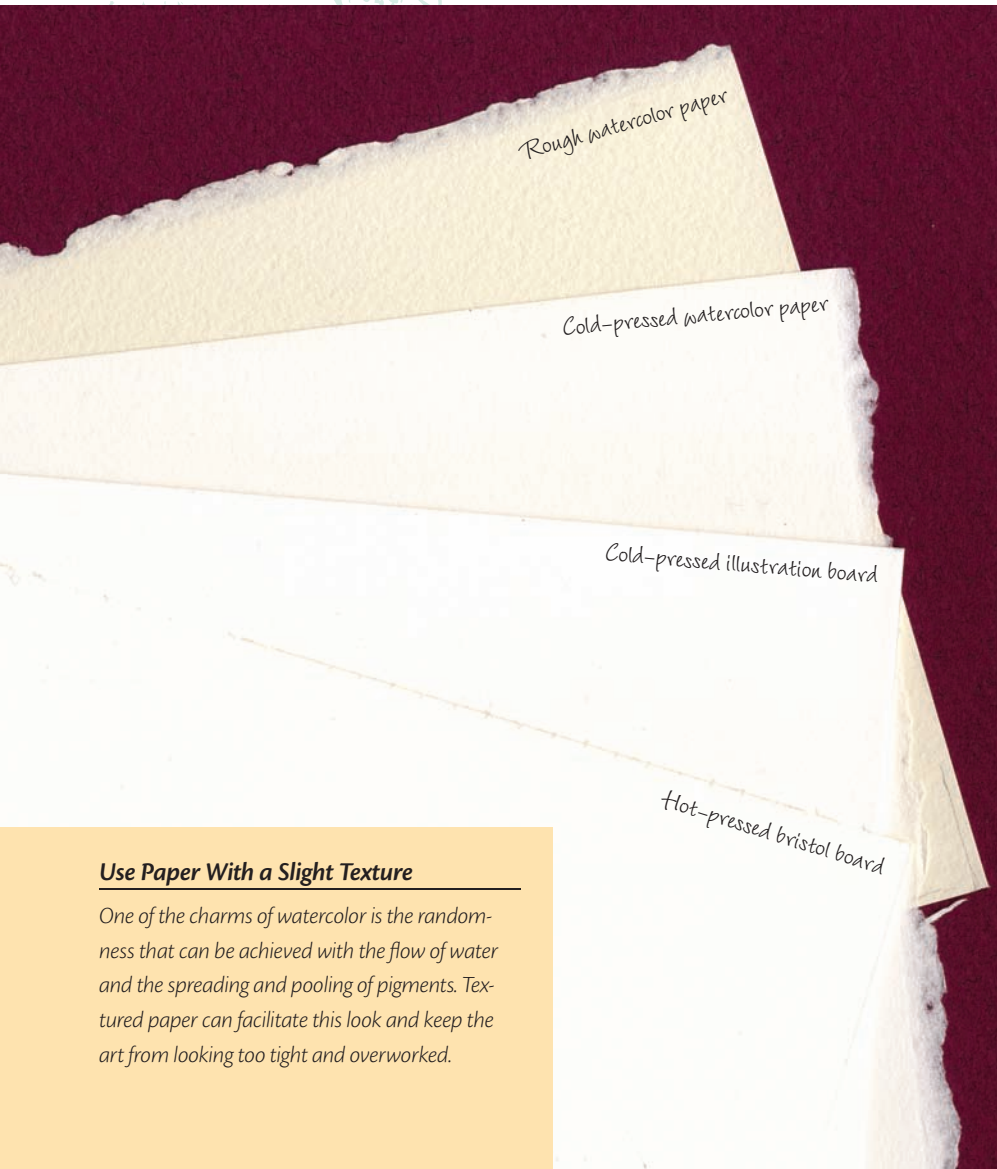 Rough watercolor paper
Cold-pressed watercolor paper
Cold-pressed illustration board
Hot-pressed bristol board
Use Paper With a Slight Texture
One of the charms of watercolor is the random-
ness that can be achieved with the flow of water
and the spreading and pooling of pigments. Tex-
tured paper can facilitate this look and keep the
art from looking too tight and overworked.